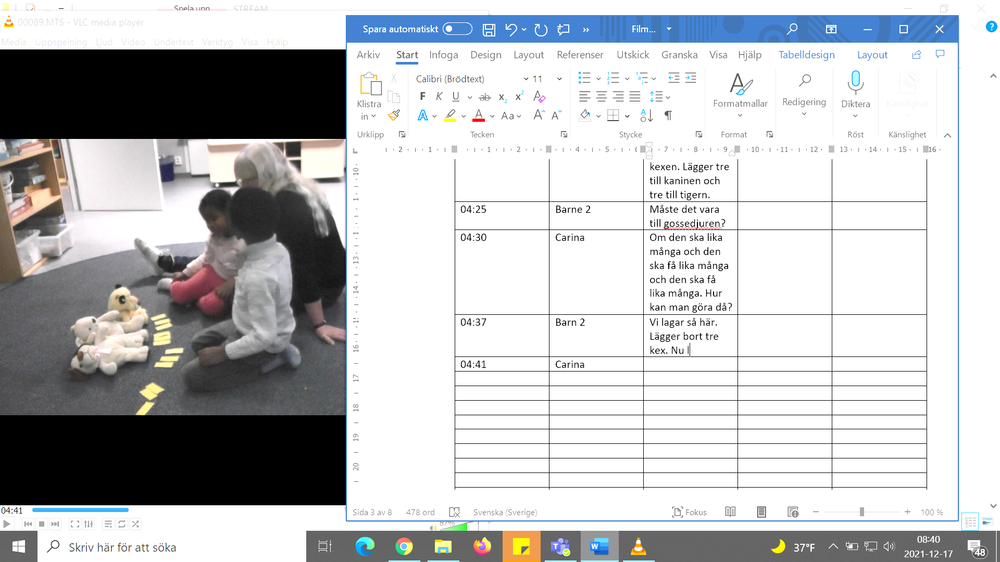 Spela upp
STREAM
00089.MTS - VLC media player
Media Uppspelning Ljud Video Undertext Verktyg Visa Hjälp
Spara automatiskt
Film...
Arkiv Start Infoga Design Layout Referenser Utskick Granska Visa Hjälp Tabelldesign Layout
Klistra in
Calibri (Brödtext) 11
F K U ab x2 x2 A
A A Aa A A
Formatmallar
Redigering
Diktera
Känslighet
Urklipp Tecken Stycke Format Röst Känslighet
2 1 1 2 4 5 6 7 8 9 10 11 12 13 14 15 16
10
1
1
13
14
15
16
17
18
19
20
kexen. Lägger tre
till kaninen och
tre till tigern.
04:25 Barne 2 Måste det vara
till gossedjuren?
04:30 Carina Om den ska lika
många och den
ska få lika många
och den ska få
lika många. Hur
kan man göra då?
04:37 Barn 2 Vi lagar så här.
Lägger bort tre
kex. Nu l
04:41 Carina
04:41
87%
Sida 3 av 8 478 ord Svenska (Sverige) Fokus 100 %
Skriv här för att söka
37°F
08:40
2021-12-17
48